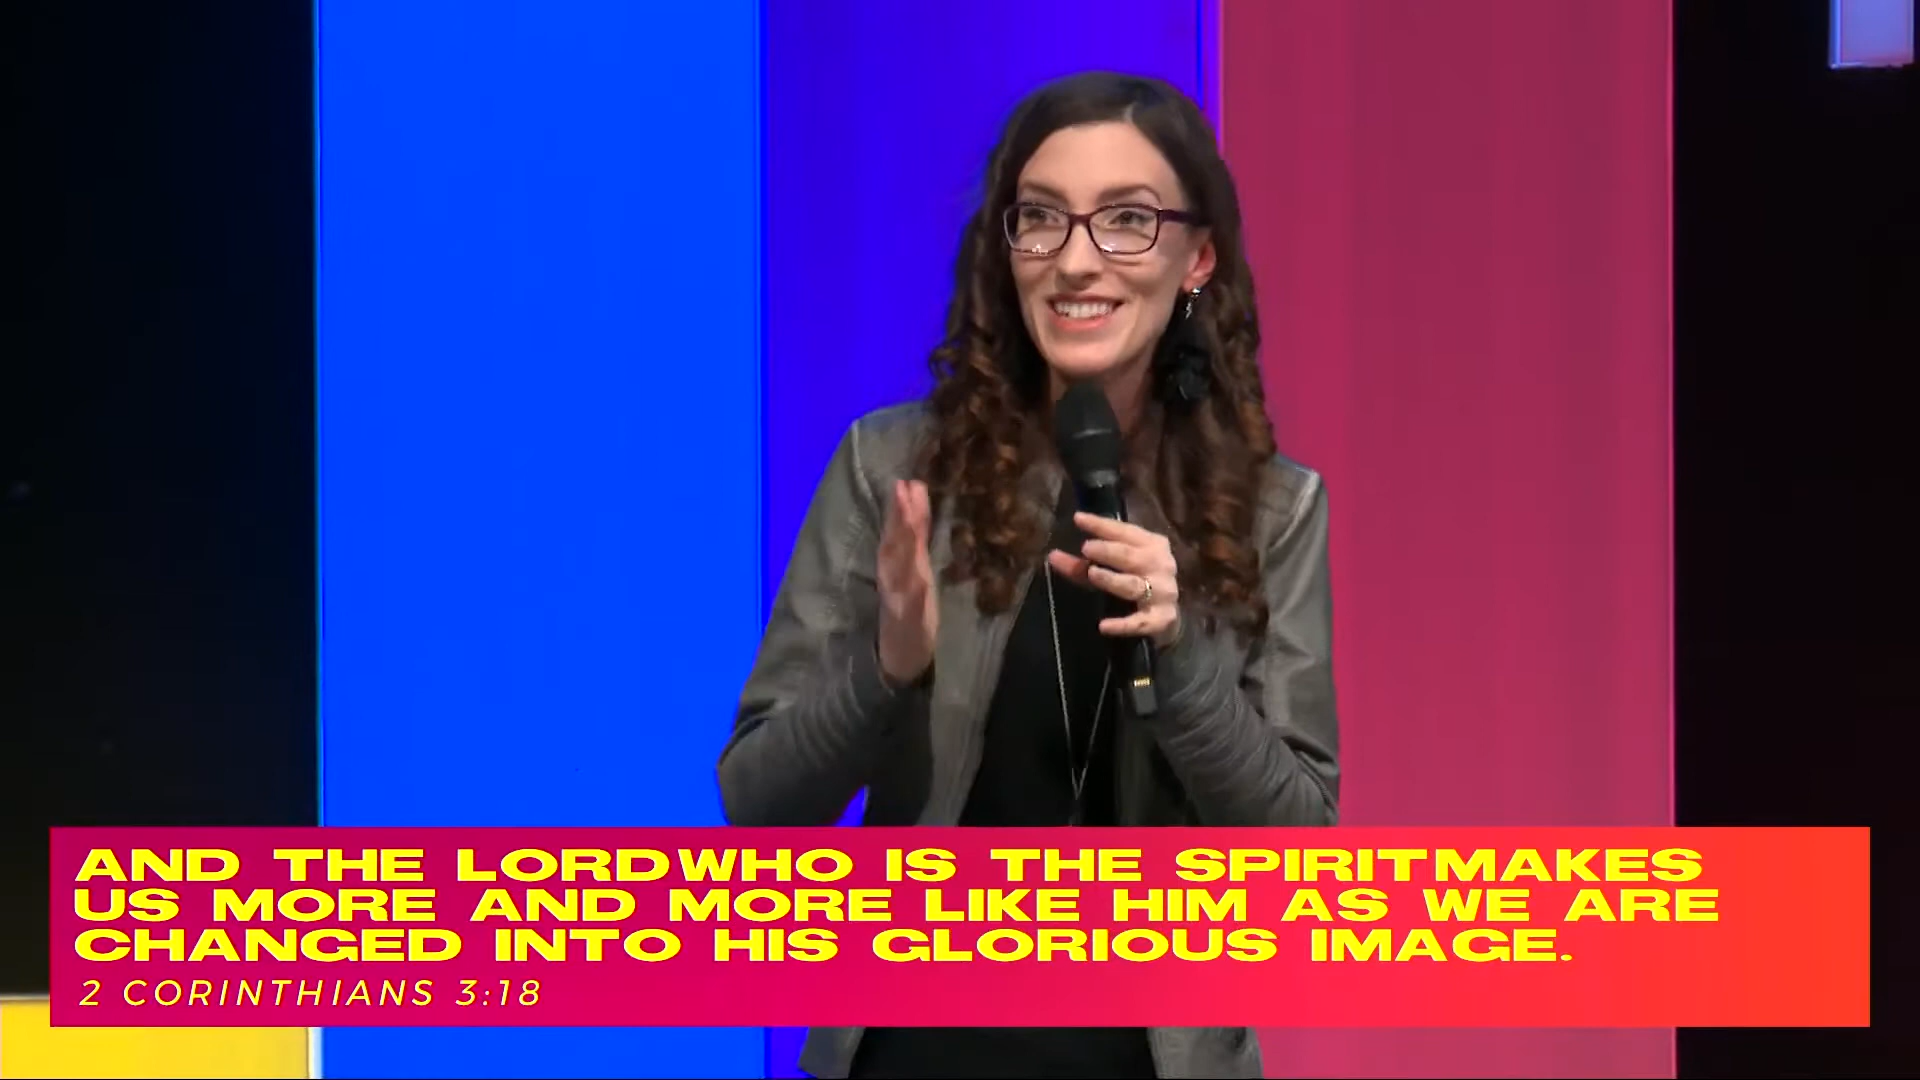 AND THE LORDWHO IS THE SPIRITMAKES
US MORE AND MORE LIKE HIM AS WE ARE
CHANGED INTO HIS GLORIOUS IMAGE.
2 CORINTHIANS 3:18